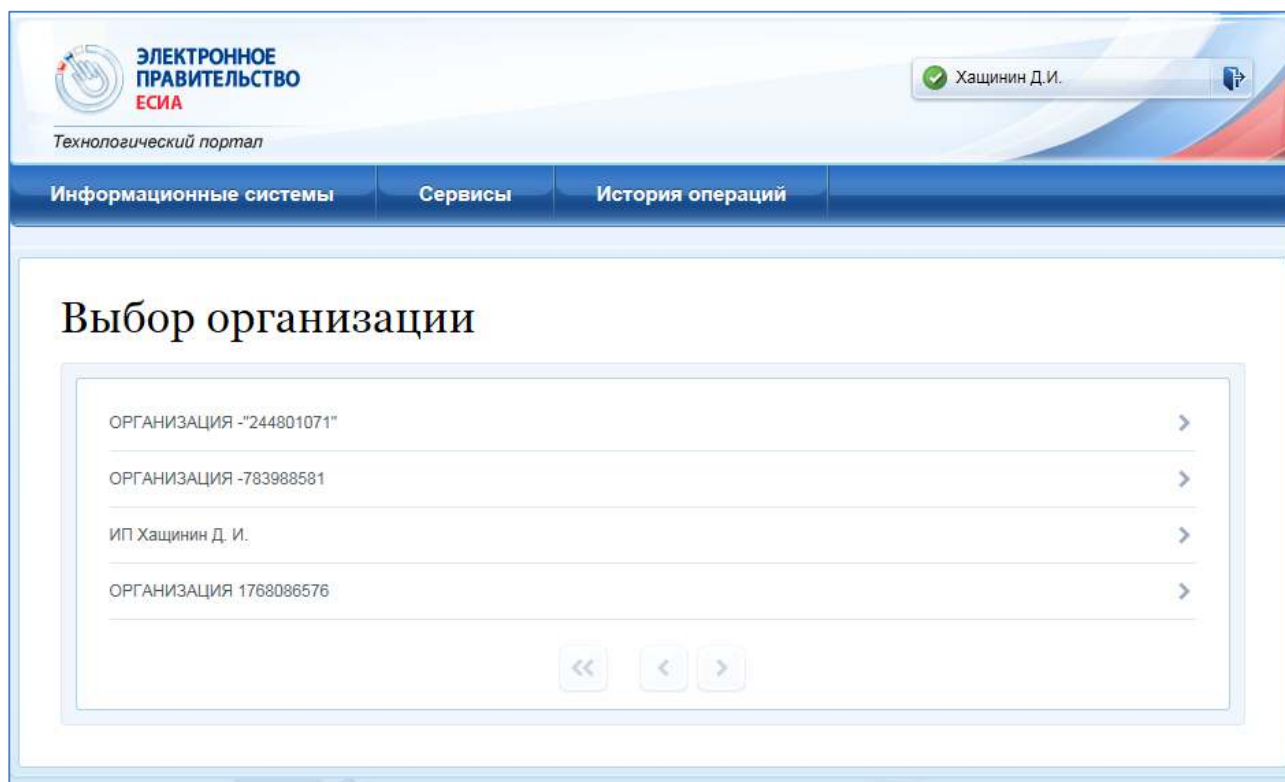 ЭЛЕКТРОННОЕ
ПРАВИТЕЛЬСТВО
ЕСИА
Хащинин Д.И.
Технологический портал
Информационные системы Сервисы История операций
Выбор организации
ОРГАНИЗАЦИЯ -"244801071"
ОРГАНИЗАЦИЯ -783988581
ИП Хащинин Д. И.
ОРГАНИЗАЦИЯ 1768086576